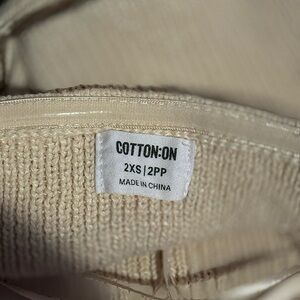 COTTON:ON
2XS | 2PP
MADE IN CHINA